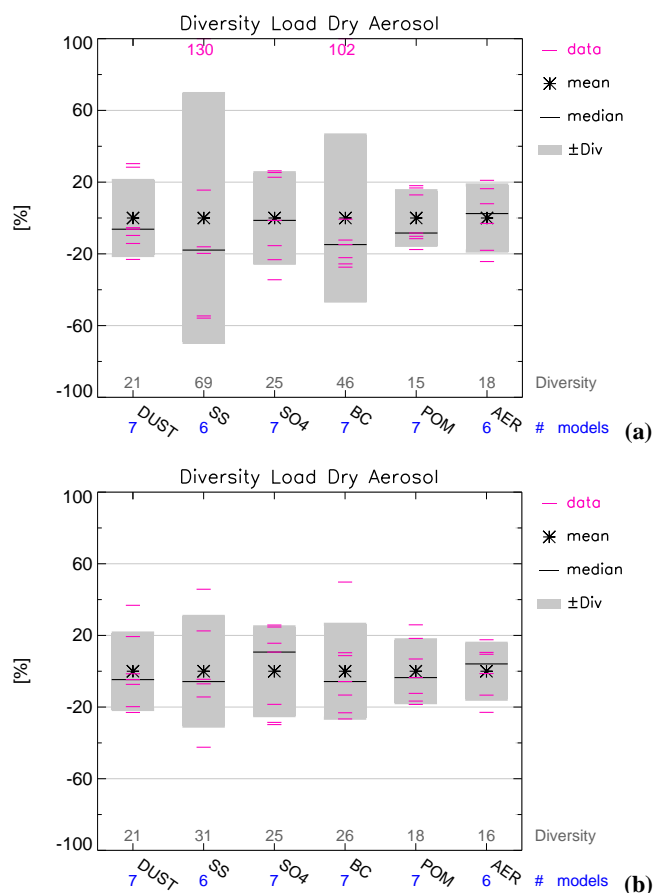 Diversity Load Dry Aerosol
100
130
102
data
60
mean
median
±Div
20
[%]
-20
-60
-100
21 69 25 46 15 18 Diversity
DUST SS SO4 BC POM AER
7 6 7 7 7 6 # models (a)
Diversity Load Dry Aerosol
100
data
60
mean
median
±Div
20
[%]
-20
-60
-100
21 31 25 26 18 16 Diversity
DUST SS SO4 BC POM AER
7 6 7 7 7 6 # models (b)